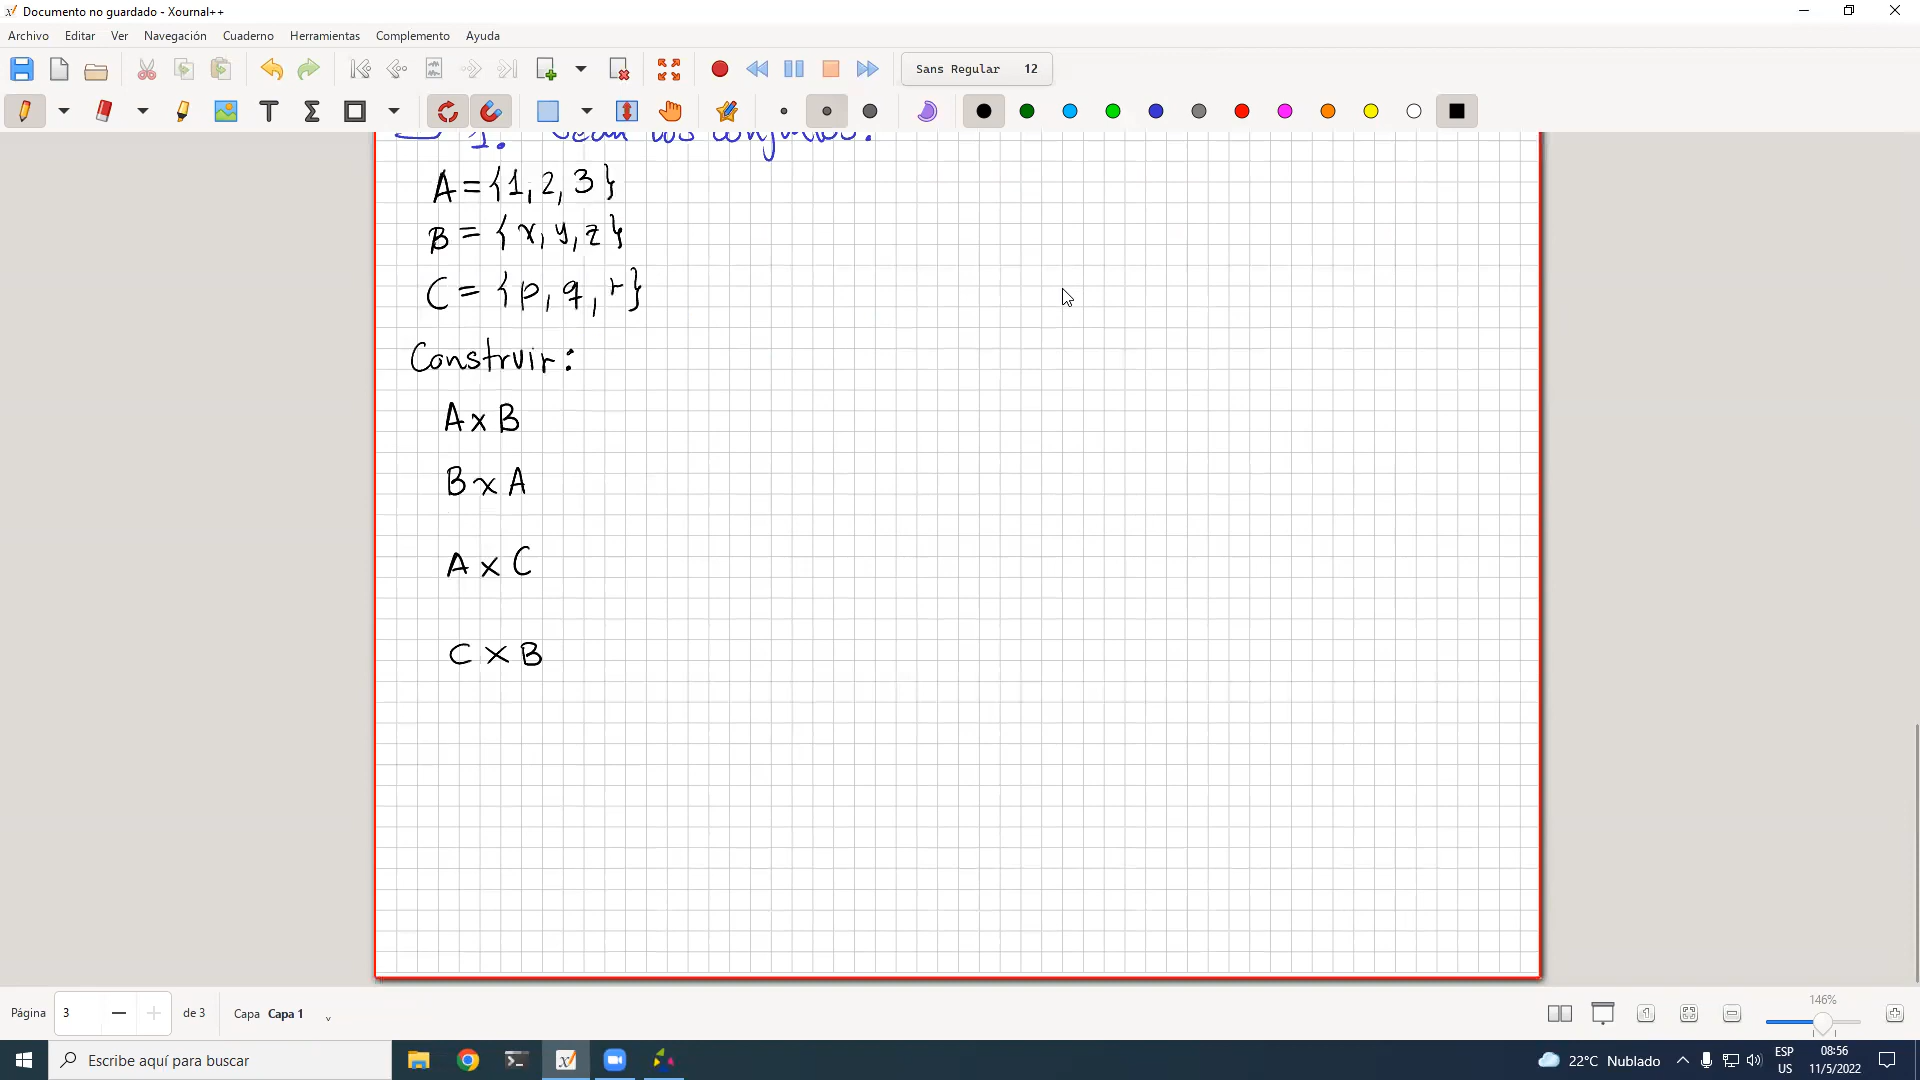 Documento no guardado - Xournal++
Archivo Editar Ver Navegación Cuaderno Herramientas Complemento Ayuda
Sans Regular 12
1.
A = {1, 2, 3}
B = {x, y, z}
C = {p, q, r}
Construir:
A x B
B x A
A x C
C x B
Página 3 de 3 Capa Capa 1
146%
Escribe aquí para buscar
22°C Nublado
ESP
US
08:56
11/5/2022